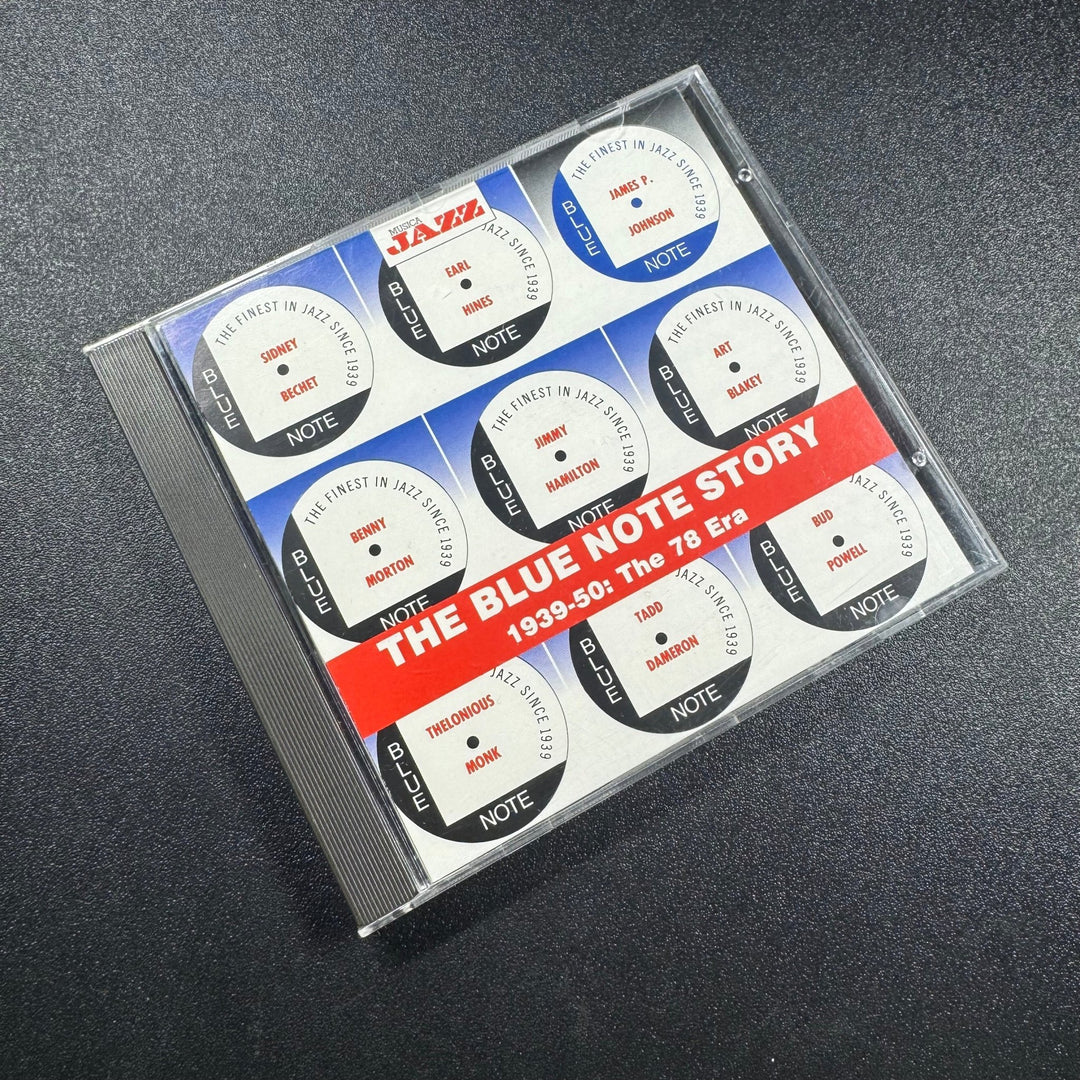 MUSICA
JAZZ
THE FINEST IN JAZZ SINCE 1939
SIDNEY
BECHET
BLUE
NOTE
JAZZ SINCE 1939
EARL
HINES
BLUE
NOTE
THE FINEST IN JAZZ SINCE 1939
JAMES P.
JOHNSON
BLUE
NOTE
THE FINEST IN JAZZ SINCE 1939
BENNY
MORTON
BLUE
NOTE
THE FINEST IN JAZZ SINCE 1939
JIMMY
HAMILTON
BLUE
NOTE
THE FINEST IN JAZZ SINCE 1939
ART
BLAKEY
BLUE
NOTE
THE BLUE NOTE STORY
1939-50: The 78 Era
JAZZ SINCE 1939
THELONIOUS
MONK
BLUE
NOTE
JAZZ SINCE 1939
TADD
DAMERON
BLUE
NOTE
JAZZ SINCE 1939
BUD
POWELL
BLUE
NOTE